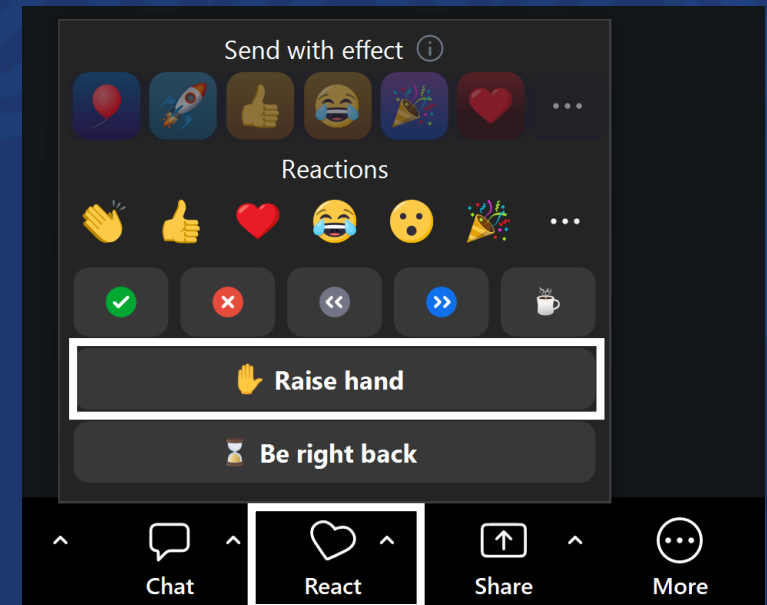 Send with effect
Reactions
Raise hand
Be right back
Chat
React
Share
More